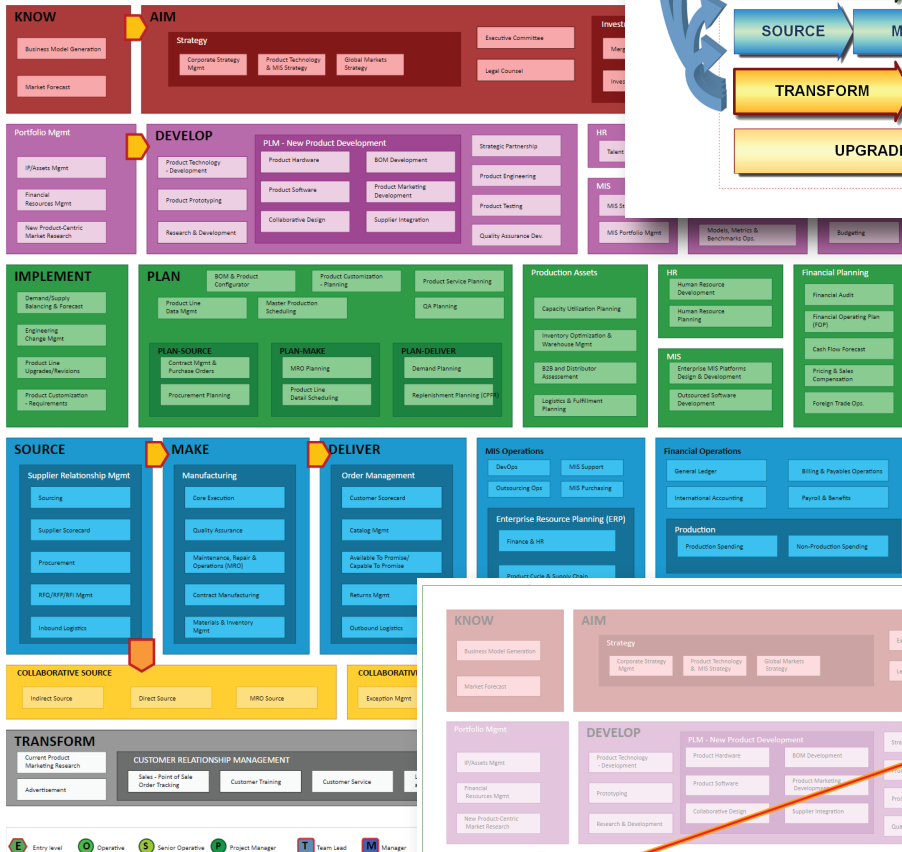 KNOW
Business Model Generation
Market Forecast
AIM
Strategy
Corporate Strategy
Mgmt
Product Technology
& MIS Strategy
Global Markets
Strategy
Executive Committee
Legal Counsel
SOURCE
TRANSFORM
Portfolio Mgmt
IP/Assets Mgmt
Financial
Resources Mgmt
New Product-Centric
Market Research
DEVELOP
Product Technology
- Development
Product Prototyping
Research & Development
PLM - New Product Development
Product Hardware
BOM Development
Product Software
Product Marketing
Development
Collaborative Design
Supplier Integration
Strategic Partnership
Product Engineering
Product Testing
Quality Assurance Dev.
HR
Talent
MIS
MIS St
MIS Portfolio Mgmt
Models, Metrics &
Benchmarks Ops.
Budgeting
IMPLEMENT
Demand/Supply
Balancing & Forecast
Engineering
Change Mgmt
Product Line
Upgrades/Revisions
Product Customization
- Requirements
PLAN
BOM & Product
Configurator
Product Customization
- Planning
Product Service Planning
Product Line
Data Mgmt
Master Production
Scheduling
QA Planning
PLAN-SOURCE
Contract Mgmt &
Purchase Orders
Procurement Planning
PLAN-MAKE
MRO Planning
Product Line
Detail Scheduling
PLAN-DELIVER
Demand Planning
Replenishment Planning (CPFR)
Production Assets
Capacity Utilization Planning
Inventory Optimization &
Warehouse Mgmt
B2B and Distributor
Assessement
Logistics & Fulfillment
Planning
HR
Human Resource
Development
Human Resource
Planning
MIS
Enterprise MIS Platforms
Design & Development
Outsourced Software
Development
Financial Planning
Financial Audit
Financial Operating Plan
(FOP)
Cash Flow Forecast
Pricing & Sales
Compensation
Foreign Trade Ops.
SOURCE
Supplier Relationship Mgmt
Sourcing
Supplier Scorecard
Procurement
RFQ/RFP/RFI Mgmt
Inbound Logistics
MAKE
Manufacturing
Core Execution
Quality Assurance
Maintenance, Repair &
Operations (MRO)
Contract Manufacturing
Materials & Inventory
Mgmt
DELIVER
Order Management
Customer Scorecard
Catalog Mgmt
Available To Promise/
Capable To Promise
Returns Mgmt
Outbound Logistics
MIS Operations
DevOps
MIS Support
Outsourcing Ops
MIS Purchasing
Enterprise Resource Planning (ERP)
Finance & HR
Product Cycle & Supply Chain
Financial Operations
General Ledger
Billing & Payables Operations
International Accounting
Payroll & Benefits
Production
Production Spending
Non-Production Spending
COLLABORATIVE SOURCE
Indirect Source
Direct Source
MRO Source
COLLABORATIV
Exception Mgmt
TRANSFORM
Current Product
Marketing Research
Advertisement
CUSTOMER RELATIONSHIP MANAGEMENT
Sales - Point of Sale
Order Tracking
Customer Training
Customer Service
E Entry level
O Operative
S Senior Operative
P Project Manager
T Team Lead
M Manager
KNOW
Business Model Generation
Market Forecast
AIM
Strategy
Corporate Strategy
Mgmt
Product Technology
& MIS Strategy
Global Markets
Strategy
Portfolio Mgmt
IP/Assets Mgmt
Financial
Resources Mgmt
New Product-Centric
Market Research
DEVELOP
Product Technology
- Development
Prototyping
Research & Development
PLM - New Product Development
Product Hardware
BOM Development
Product Software
Product Marketing
Development
Collaborative Design
Supplier Integration